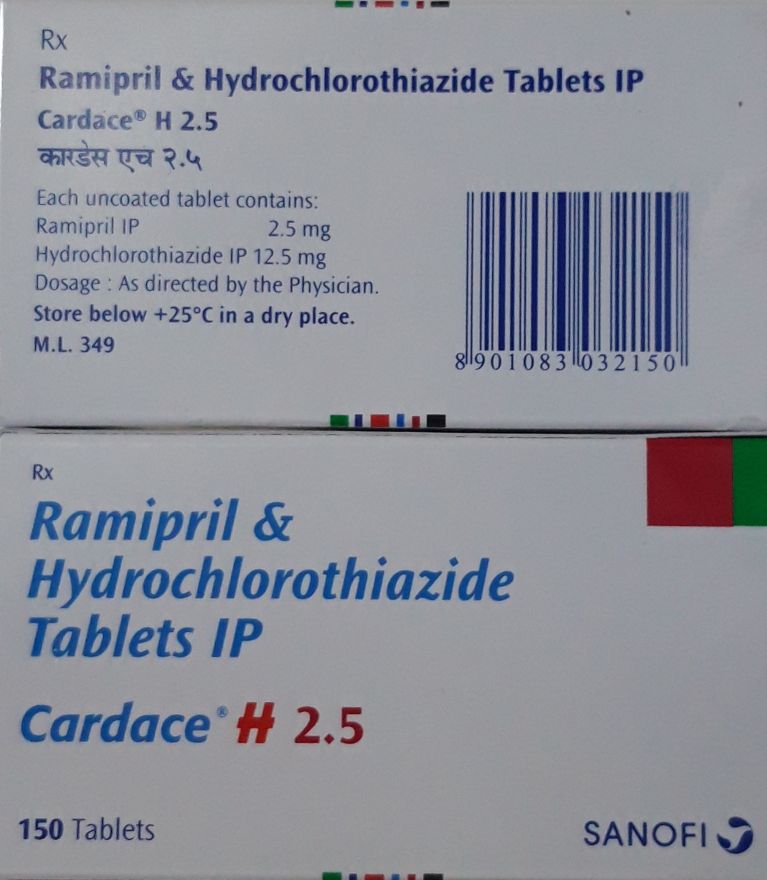 Rx
Ramipril & Hydrochlorothiazide Tablets IP
Cardace® H 2.5
कारडेस एच २.५
Each uncoated tablet contains:
Ramipril IP 2.5 mg
Hydrochlorothiazide IP 12.5 mg
Dosage : As directed by the Physician.
Store below +25°C in a dry place.
M.L. 349
8 901083 032150
Rx
Ramipril &
Hydrochlorothiazide
Tablets IP
Cardace® H 2.5
150 Tablets
SANOFI